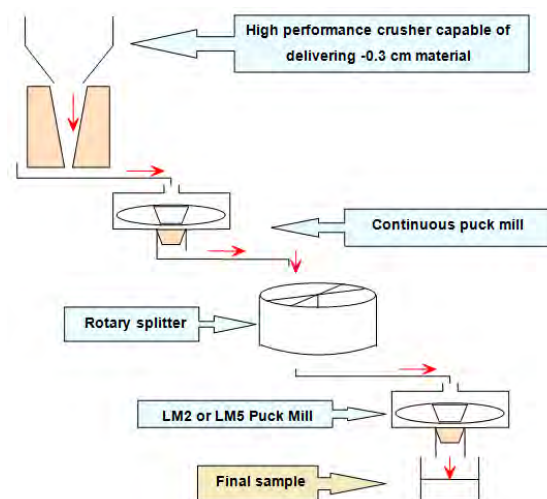 High performance crusher capable of
delivering -0.3 cm material
Continuous puck mill
Rotary splitter
LM2 or LM5 Puck Mill
Final sample